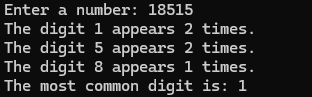 Enter a number: 18515
The digit 1 appears 2 times.
The digit 5 appears 2 times.
The digit 8 appears 1 times.
The most common digit is: 1